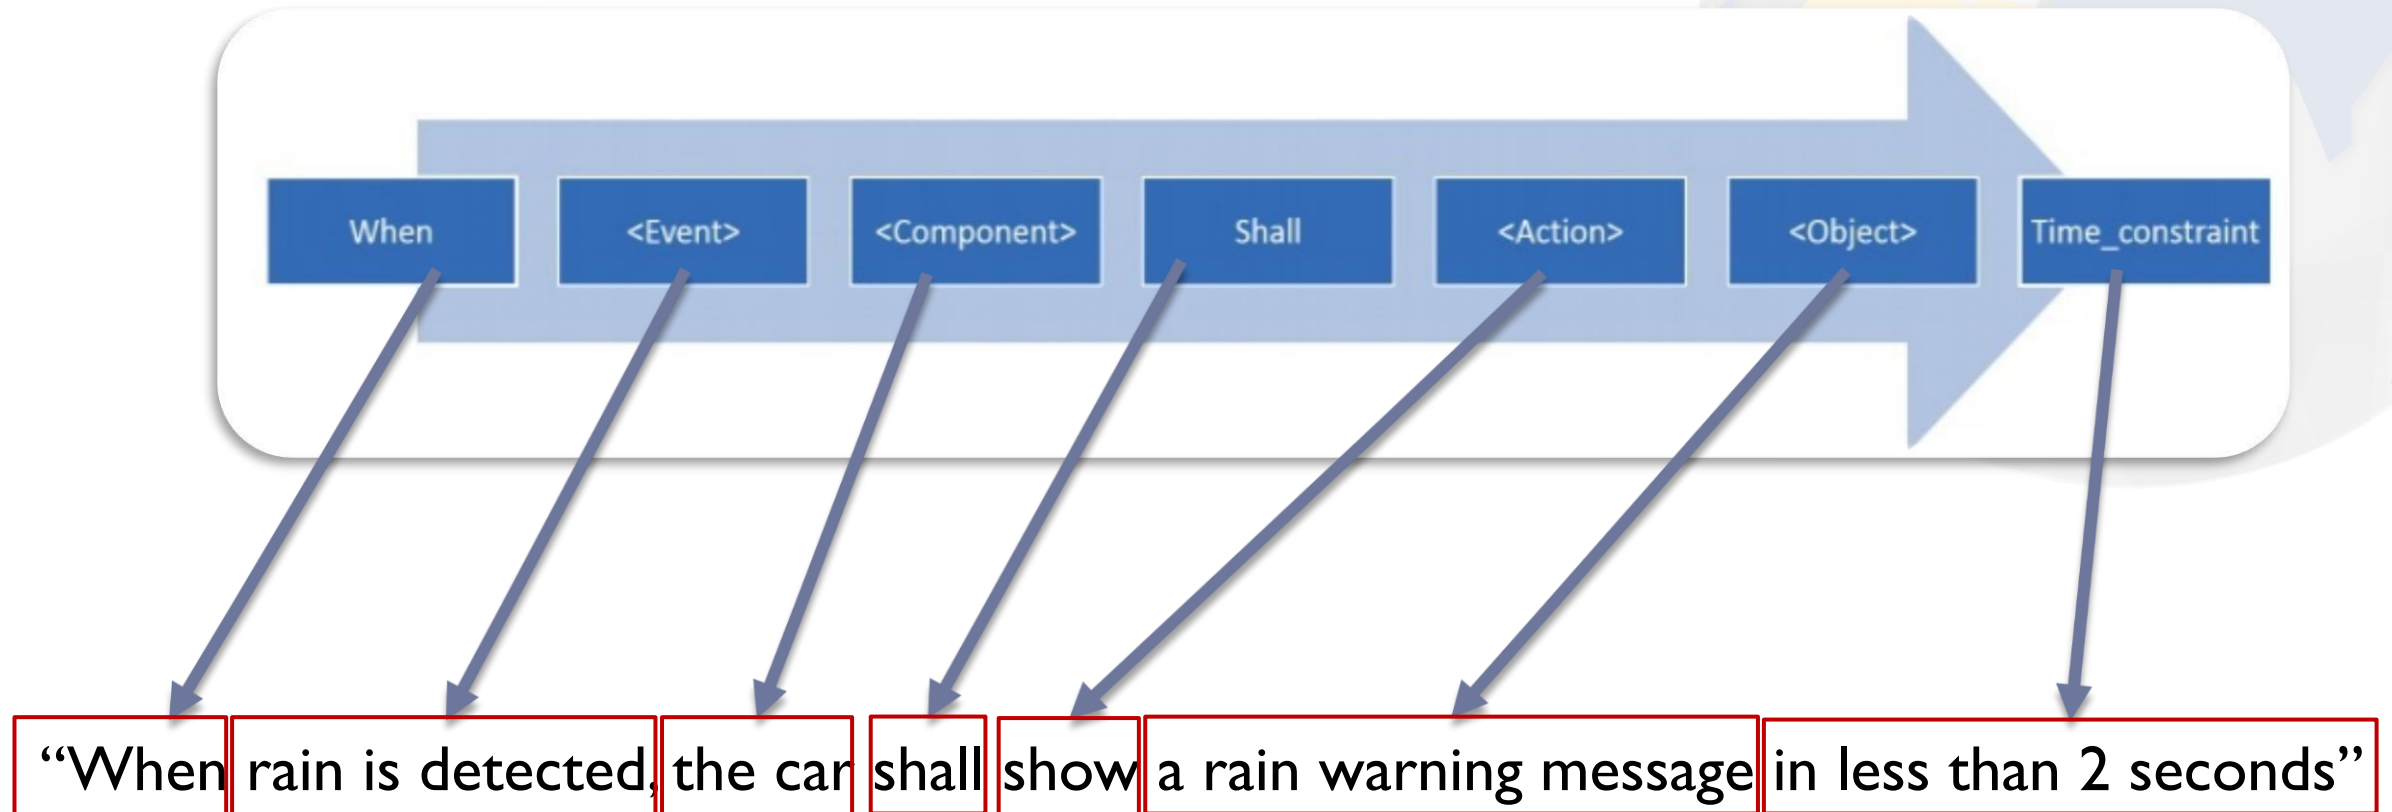 When <Event> <Component> Shall <Action> <Object> Time_constraint
“When rain is detected, the car shall show a rain warning message in less than 2 seconds”